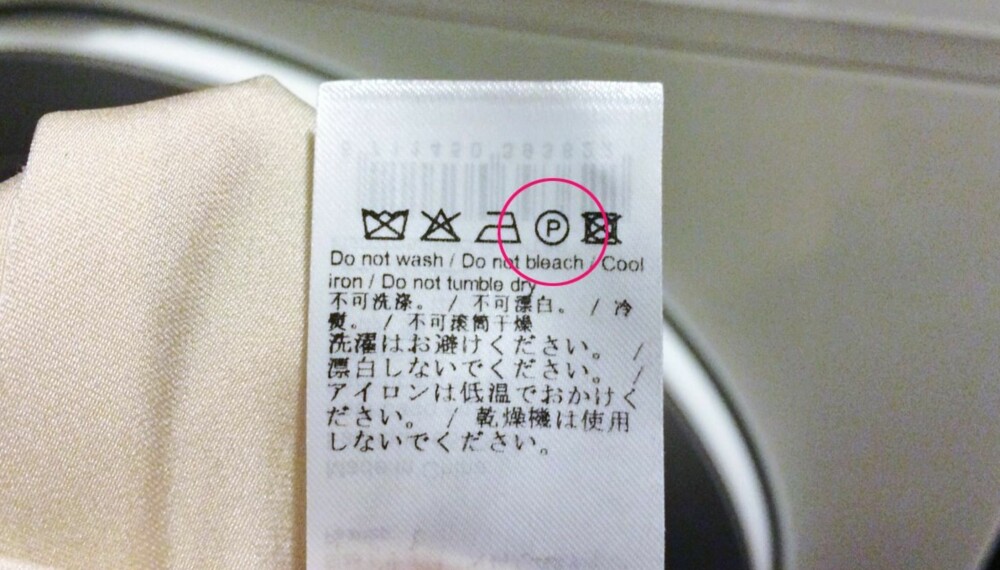 P
Do not wash / Do not bleach / Cool
iron / Do not tumble dry
不可洗涤。 / 不可漂白。 / 冷
熨。 / 不可滚筒干燥
洗濯はお避けください。 /
漂白しないでください。 /
アイロンは低温でおかけく
ださい。 / 乾燥機は使用
しないでください。
Made in China